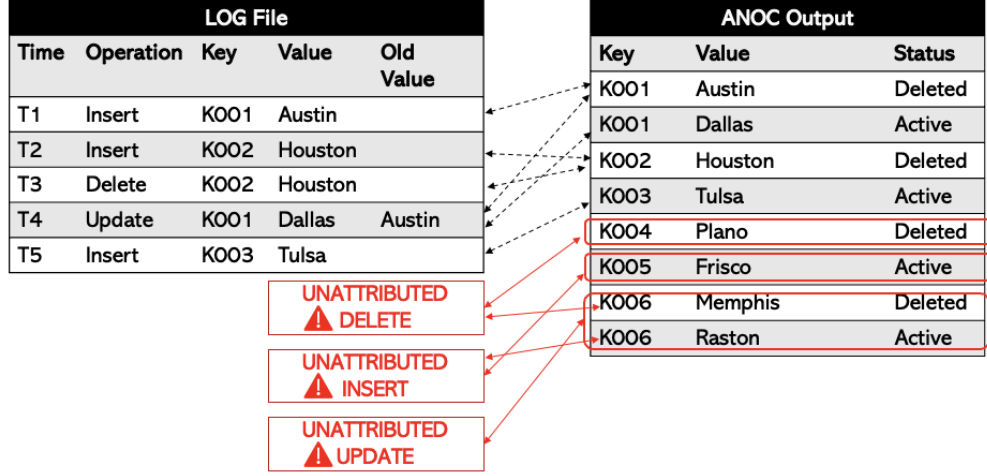 LOG File
Time Operation Key Value Old Value
T1 Insert K001 Austin
T2 Insert K002 Houston
T3 Delete K002 Houston
T4 Update K001 Dallas Austin
T5 Insert K003 Tulsa
UNATTRIBUTED
DELETE
UNATTRIBUTED
INSERT
UNATTRIBUTED
UPDATE
ANOC Output
Key Value Status
K001 Austin Deleted
K001 Dallas Active
K002 Houston Deleted
K003 Tulsa Active
K004 Plano Deleted
K005 Frisco Active
K006 Memphis Deleted
K006 Raston Active